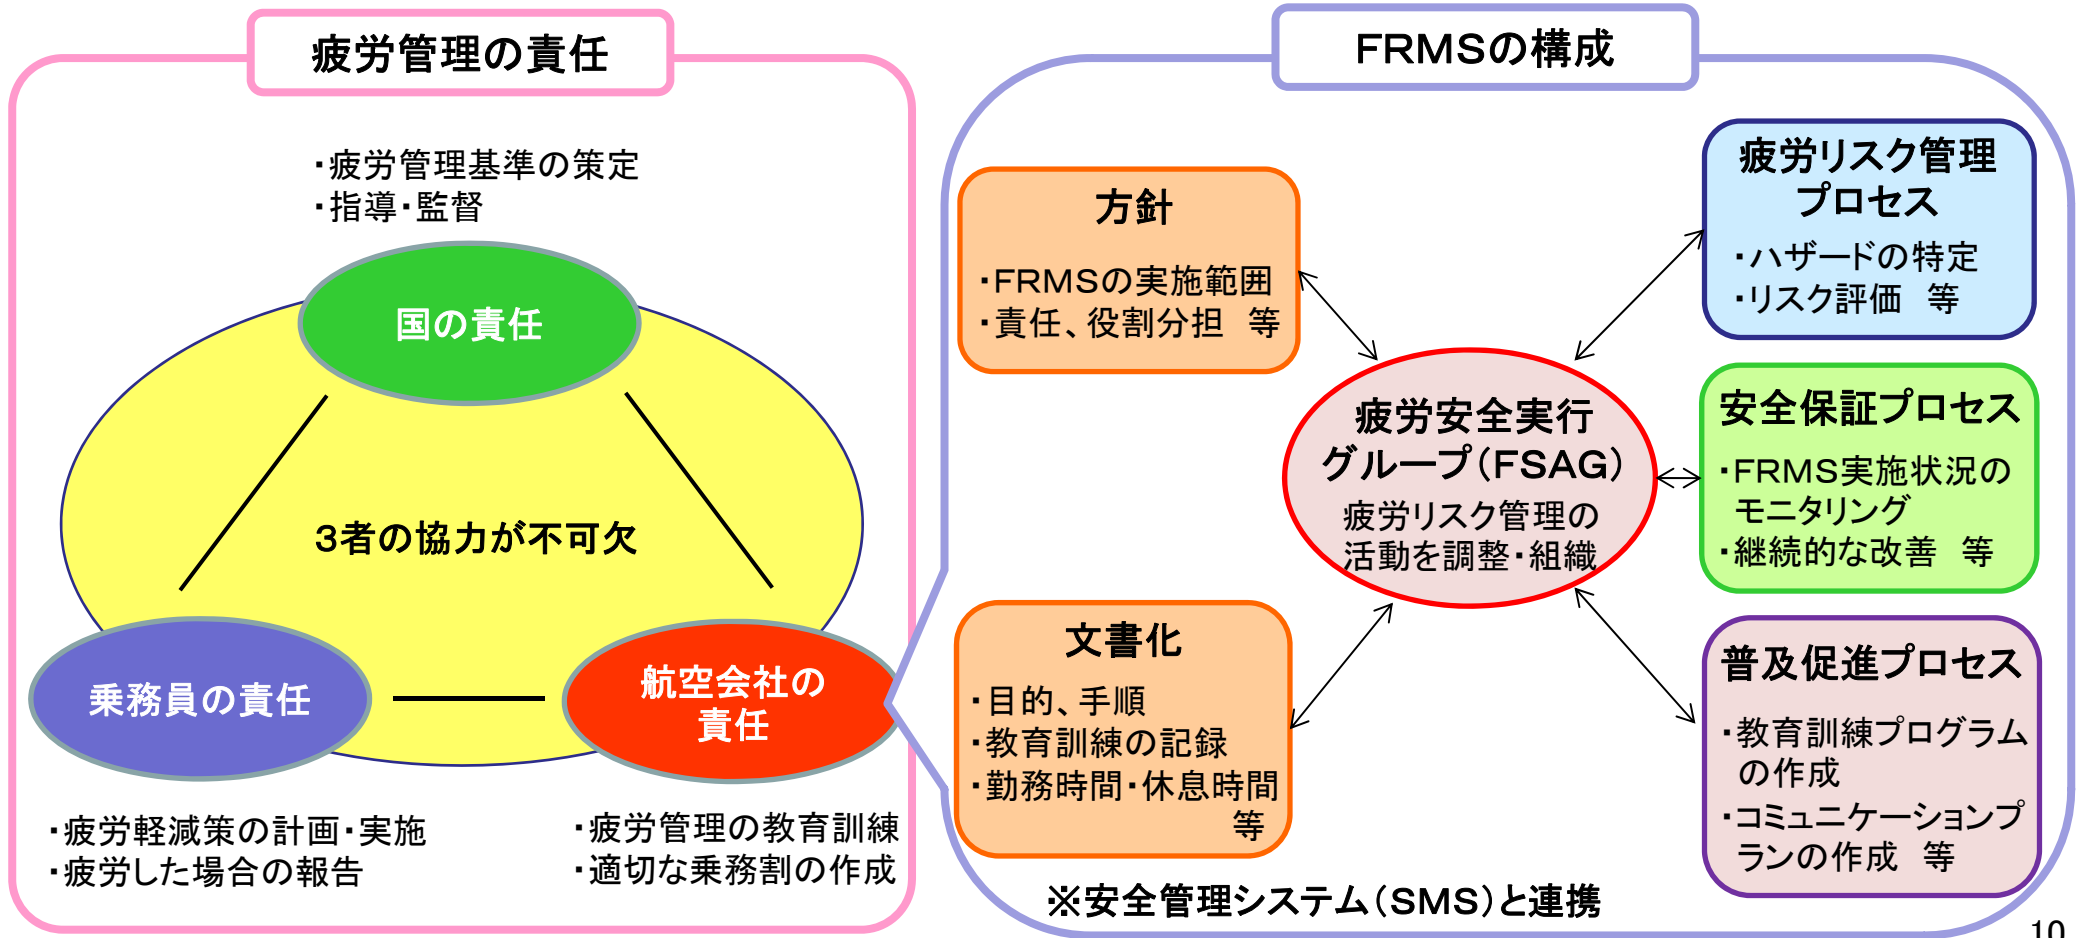 疲労管理の責任
・疲労管理基準の策定
・指導・監督
国の責任
3者の協力が不可欠
乗務員の責任
航空会社の
責任
・疲労軽減策の計画・実施
・疲労した場合の報告
・疲労管理の教育訓練
・適切な乗務割の作成
FRMSの構成
方針
・FRMSの実施範囲
・責任、役割分担　等
疲労リスク管理
プロセス
・ハザードの特定
・リスク評価　等
疲労安全実行
グループ（FSAG）
疲労リスク管理の
活動を調整・組織
安全保証プロセス
・FRMS実施状況の
モニタリング
・継続的な改善　等
文書化
・目的、手順
・教育訓練の記録
・勤務時間・休息時間
等
普及促進プロセス
・教育訓練プログラム
の作成
・コミュニケーションプ
ランの作成　等
※安全管理システム（SMS）と連携
10